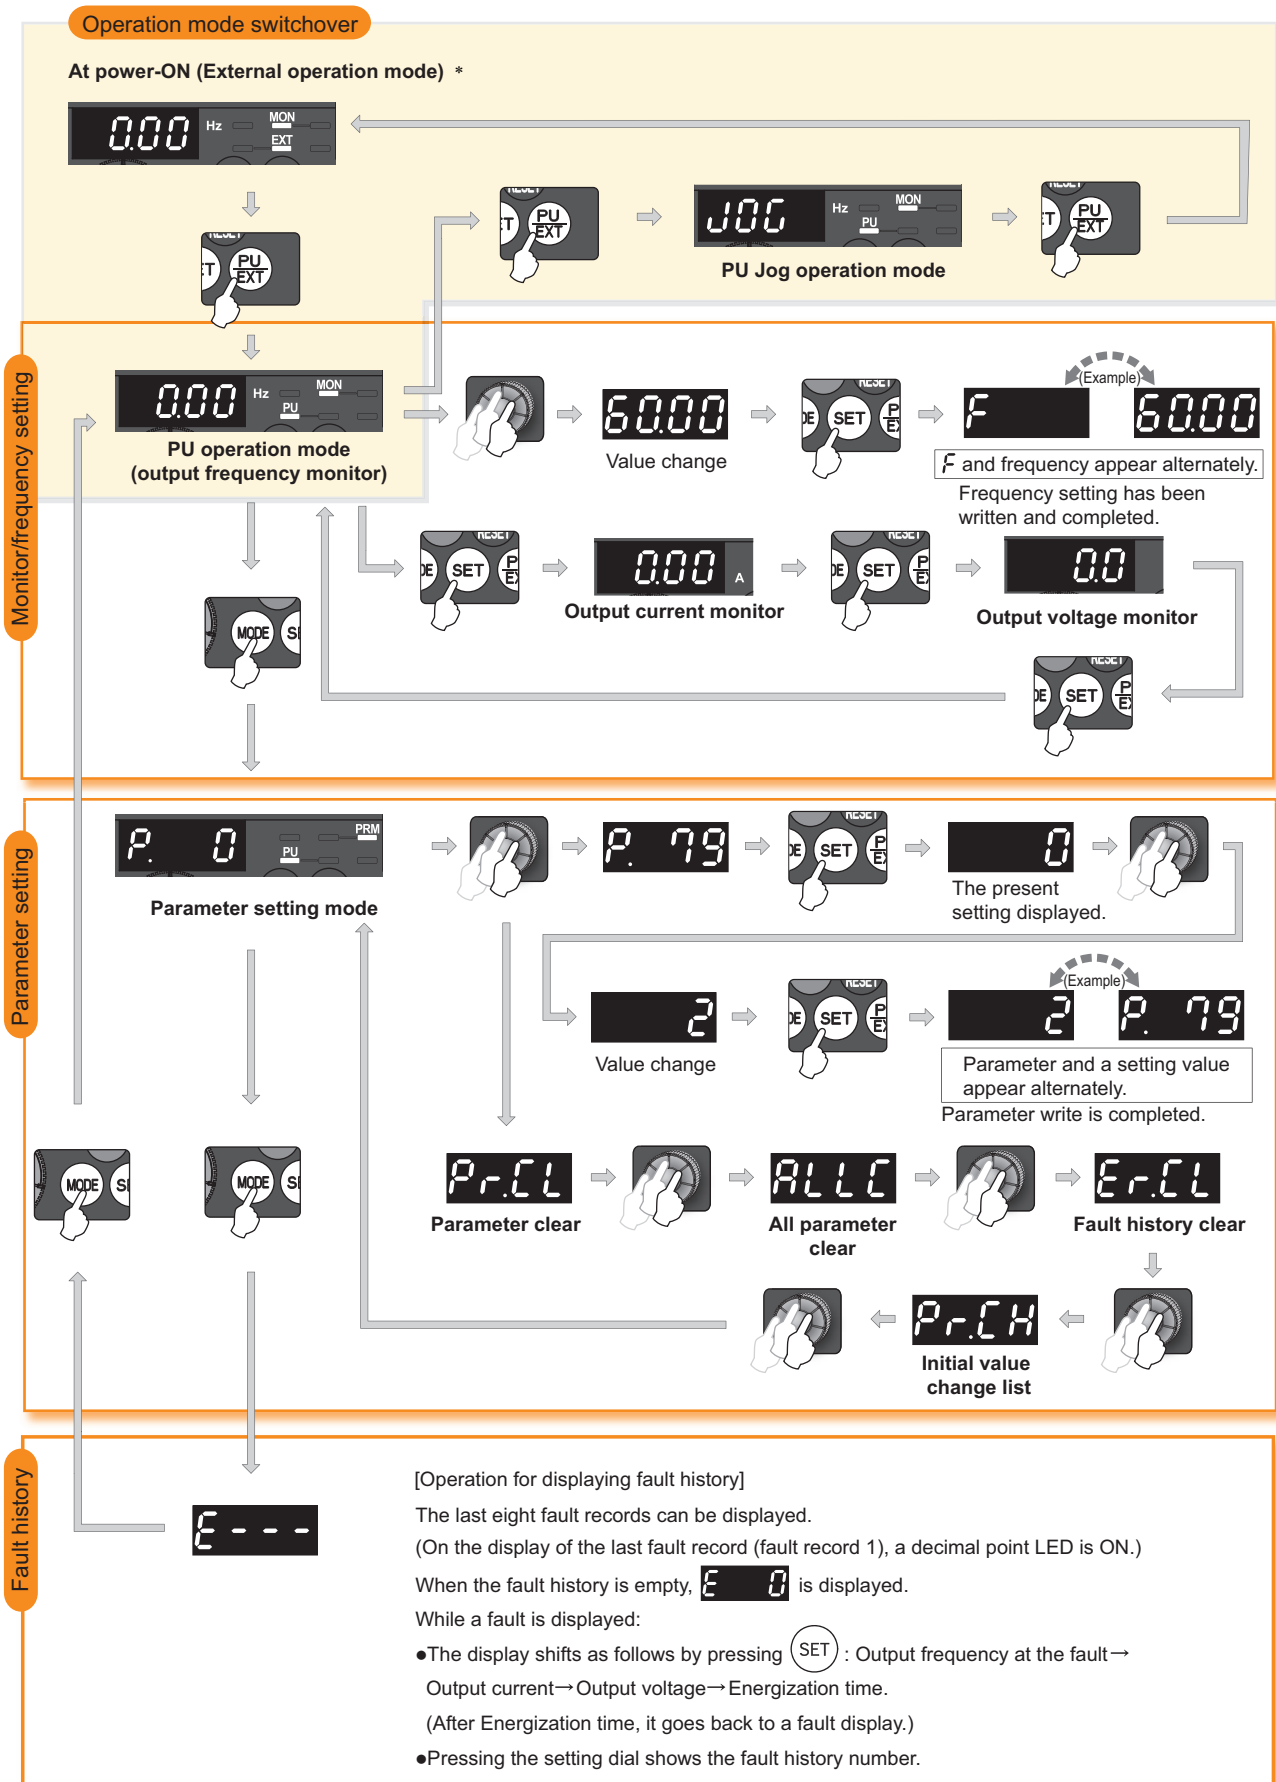 Operation mode switchover
At power-ON (External operation mode) *
0.00 Hz MON EXT
RESET
PU EXT
RESET
PU EXT
JOG Hz MON PU
PU Jog operation mode
RESET
PU EXT
Monitor/frequency setting
0.00 Hz MON PU
PU operation mode
(output frequency monitor)
60.00
Value change
RESET
SET
(Example)
F 60.00
F and frequency appear alternately.
Frequency setting has been
written and completed.
RESET
SET
0.00 A
Output current monitor
RESET
SET
0.0
Output voltage monitor
MODE
RESET
SET
Parameter setting
P. 0 PRM PU
Parameter setting mode
P. 79
RESET
SET
0
The present
setting displayed.
2
Value change
RESET
SET
(Example)
2 P. 79
Parameter and a setting value
appear alternately.
Parameter write is completed.
MODE
MODE
Pr.CL
Parameter clear
ALLC
All parameter
clear
Er.CL
Fault history clear
Pr.CH
Initial value
change list
Fault history
E - - -
[Operation for displaying fault history]
The last eight fault records can be displayed.
(On the display of the last fault record (fault record 1), a decimal point LED is ON.)
When the fault history is empty, E 0 is displayed.
While a fault is displayed:
●The display shifts as follows by pressing SET : Output frequency at the fault→
Output current→Output voltage→Energization time.
(After Energization time, it goes back to a fault display.)
●Pressing the setting dial shows the fault history number.